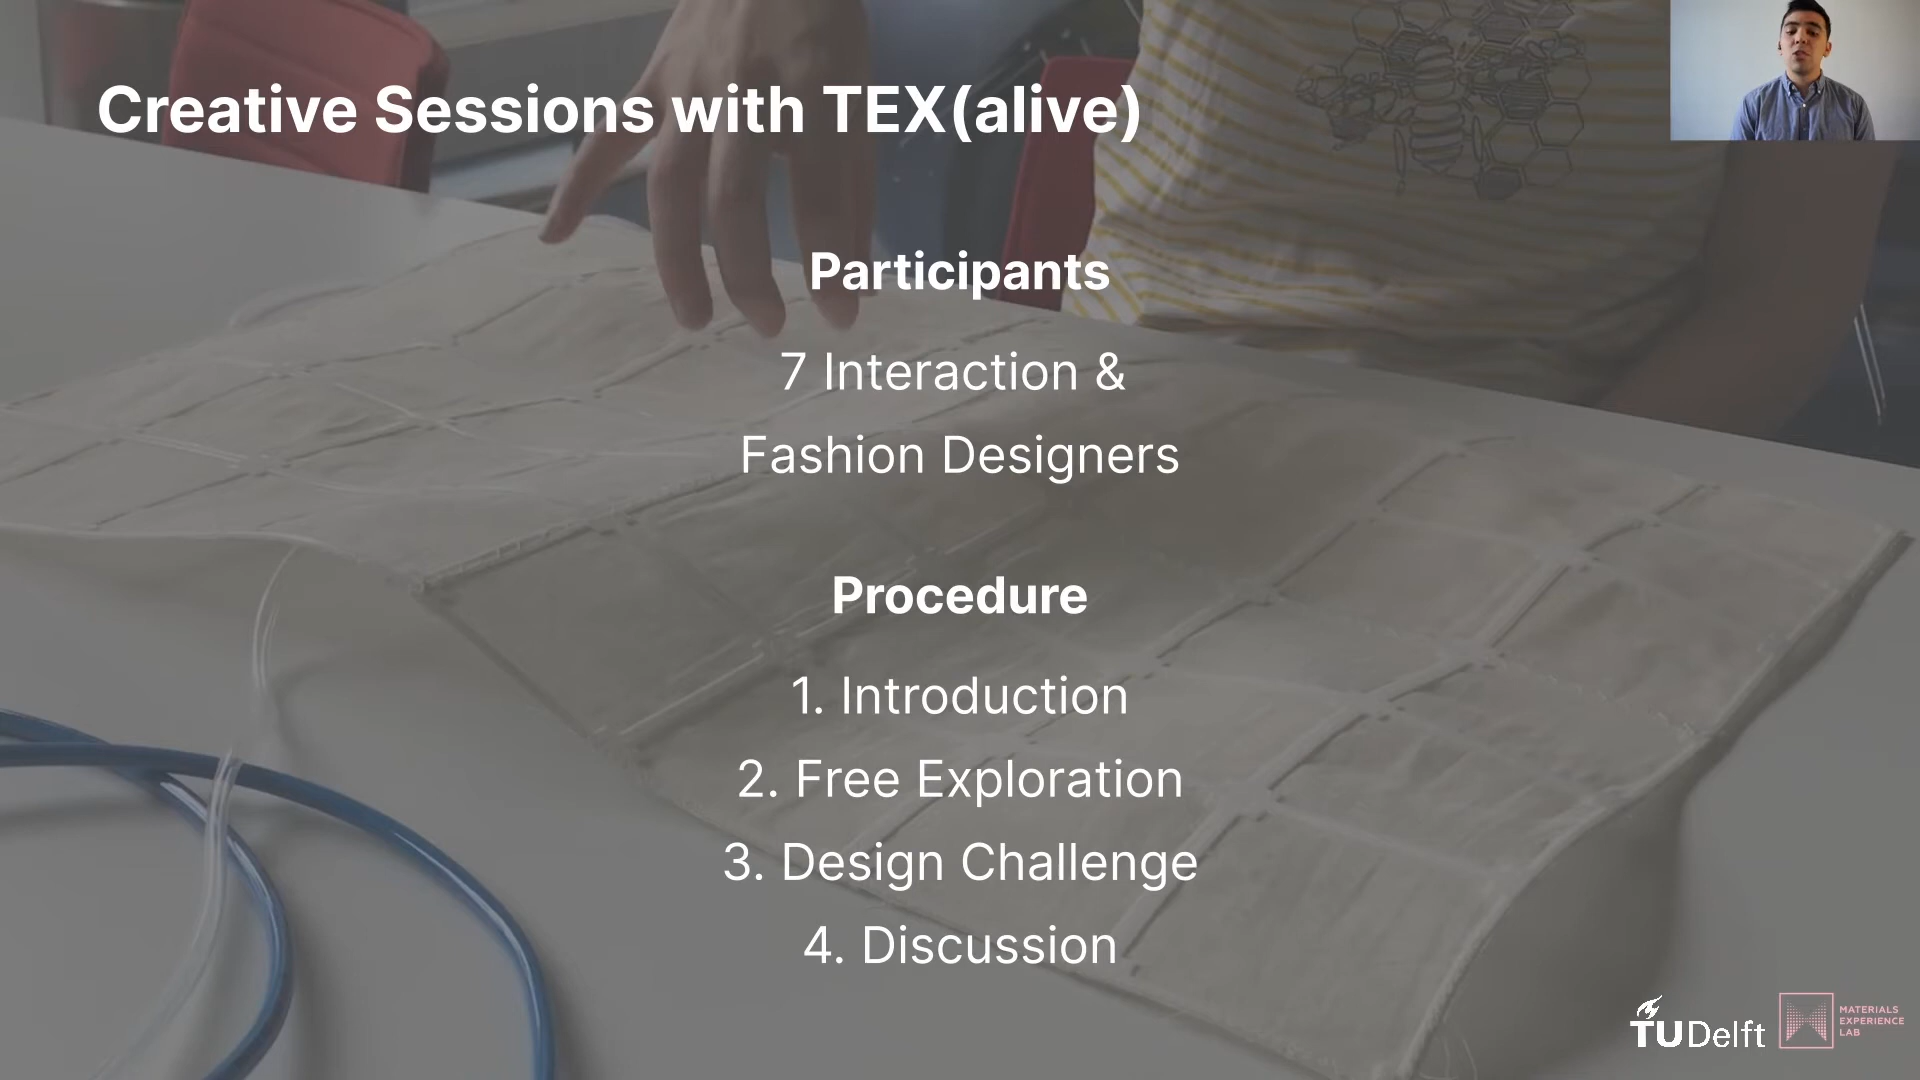 Creative Sessions with TEX(alive)
Participants
7 Interaction &
Fashion Designers
Procedure
1. Introduction
2. Free Exploration
3. Design Challenge
4. Discussion
TUDelft
MATERIALS
EXPERIENCE
LAB